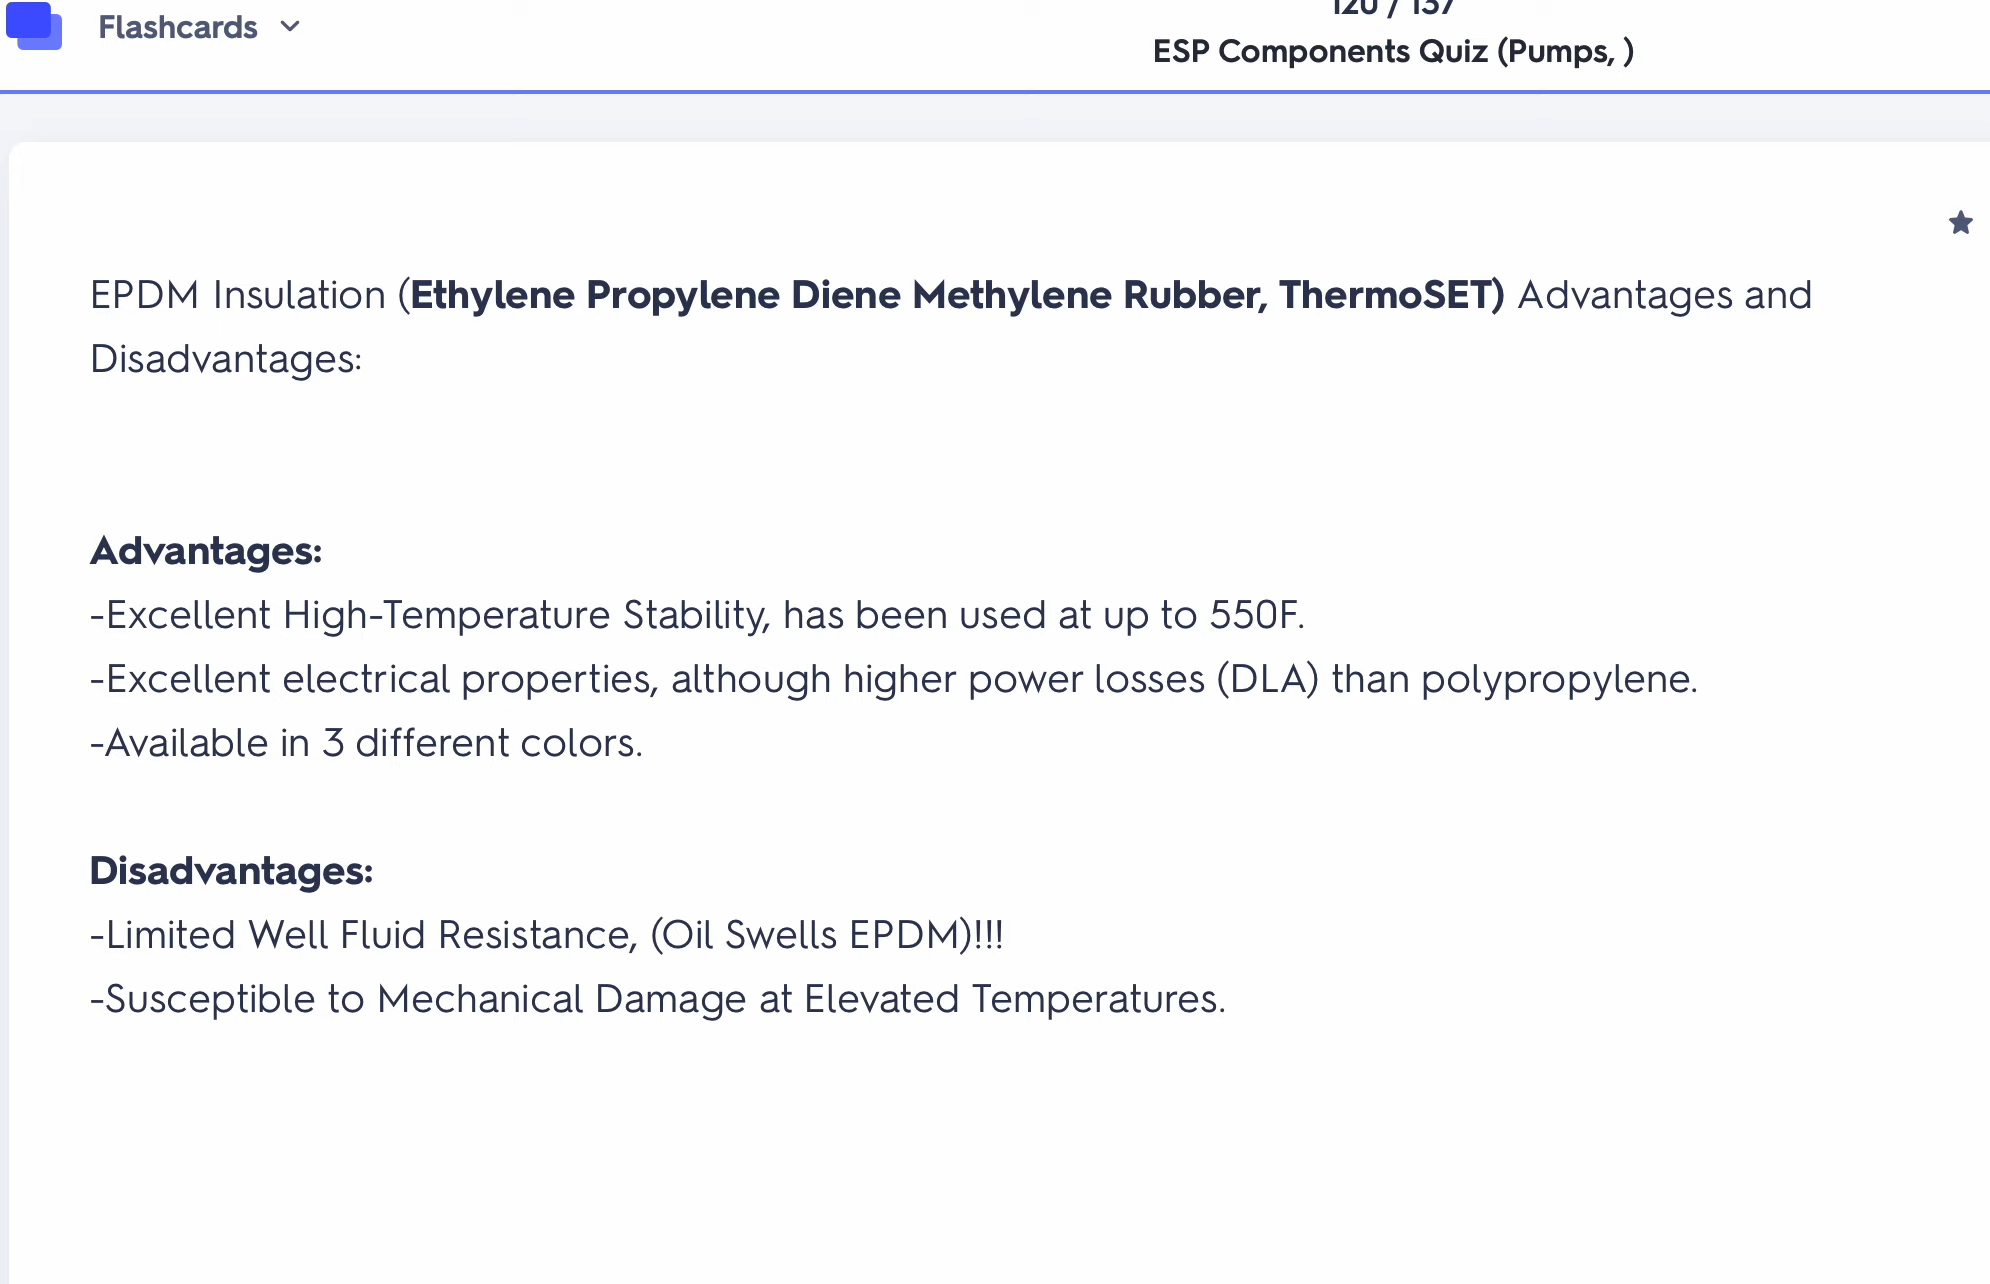 Flashcards
120 / 137
ESP Components Quiz (Pumps, )
EPDM Insulation (Ethylene Propylene Diene Methylene Rubber, ThermoSET) Advantages and
Disadvantages:
Advantages:
-Excellent High-Temperature Stability, has been used at up to 550F.
-Excellent electrical properties, although higher power losses (DLA) than polypropylene.
-Available in 3 different colors.
Disadvantages:
-Limited Well Fluid Resistance, (Oil Swells EPDM)!!!
-Susceptible to Mechanical Damage at Elevated Temperatures.